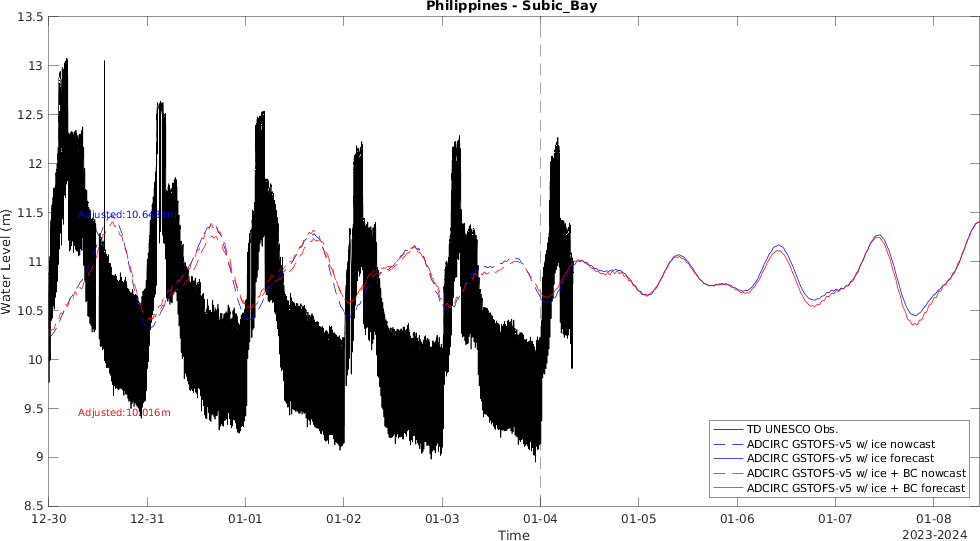 Philippines - Subic_Bay
Water Level (m)
13.5
13
12.5
12
11.5
11
10.5
10
9.5
9
8.5
Adjusted:10.016m
TD UNESCO Obs.
ADCIRC GSTOFS-v5 w/ ice nowcast
ADCIRC GSTOFS-v5 w/ ice forecast
ADCIRC GSTOFS-v5 w/ ice + BC nowcast
ADCIRC GSTOFS-v5 w/ ice + BC forecast
12-30 12-31 01-01 01-02 01-03 01-04 01-05 01-06 01-07 01-08
Time
2023-2024